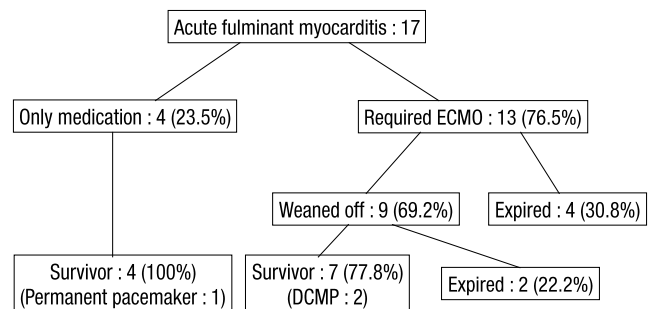 Acute fulminant myocarditis : 17
Only medication : 4 (23.5%)
Required ECMO : 13 (76.5%)
Weaned off : 9 (69.2%)
Expired : 4 (30.8%)
Survivor : 4 (100%)
(Permanent pacemaker : 1)
Survivor : 7 (77.8%)
(DCMP : 2)
Expired : 2 (22.2%)